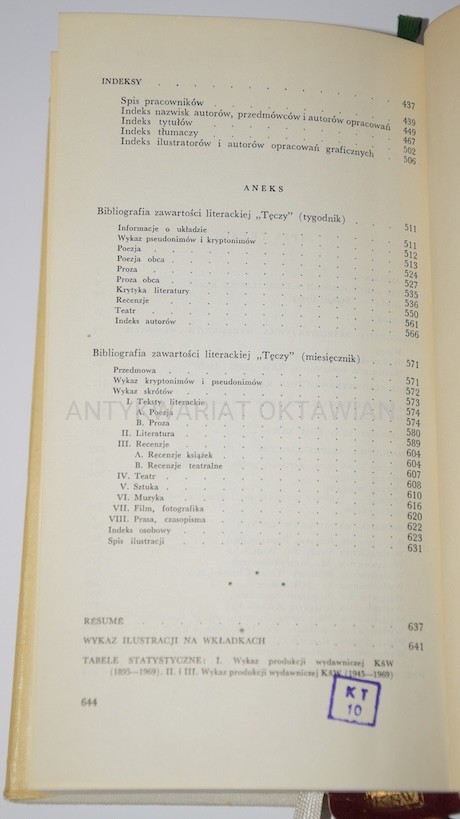 INDEKSY . . . . . . . . . . 437
Spis pracowników . . . . . . . . 439
Indeks nazwisk autorów, przedmówców i autorów opracowań 449
Indeks tytułów . . . . . . . . 467
Indeks tłumaczy . . . . . . . . 502
Indeks ilustratorów i autorów opracowań graficznych . 506
ANEKS
Bibliografia zawartości literackiej „Tęczy” (tygodnik) . . 511
Informacje o układzie . . . . . . . 511
Wykaz pseudonimów i kryptonimów . . . . . 512
Poezja . . . . . . . . . . 513
Poezja obca . . . . . . . . . 524
Proza . . . . . . . . . . 527
Proza obca . . . . . . . . . 535
Krytyka literatury . . . . . . . . 536
Recenzje . . . . . . . . . 550
Teatr . . . . . . . . . . 561
Indeks autorów . . . . . . . . 566
Bibliografia zawartości literackiej „Tęczy” (miesięcznik) . . 571
Przedmowa . . . . . . . . . 571
Wykaz kryptonimów i pseudonimów . . . . . 572
Wykaz skrótów . . . . . . . . 573
I. Teksty literackie . . . . . . . 574
A. Poezja . . . . . . . . 574
B. Proza . . . . . . . . 580
II. Literatura . . . . . . . . 589
III. Recenzje . . . . . . . . 604
A. Recenzje książek . . . . . . 604
B. Recenzje teatralne . . . . . . 607
IV. Teatr . . . . . . . . . 608
V. Sztuka . . . . . . . . . 610
VI. Muzyka . . . . . . . . 616
VII. Film, fotografika . . . . . . . 620
VIII. Prasa, czasopisma . . . . . . . 622
Indeks osobowy . . . . . . . . 623
Spis ilustracji . . . . . . . . 631
RESUMÉ . . . . . . . . . . 637
WYKAZ ILUSTRACJI NA WKŁADKACH . . . . . 641
TABELE STATYSTYCZNE: I. Wykaz produkcji wydawniczej KśW
(1895—1969). II. i III. Wykaz produkcji wydawniczej KśW (1945—1969)
644
KT
10
ANTYKWARIAT OKTAWIAN